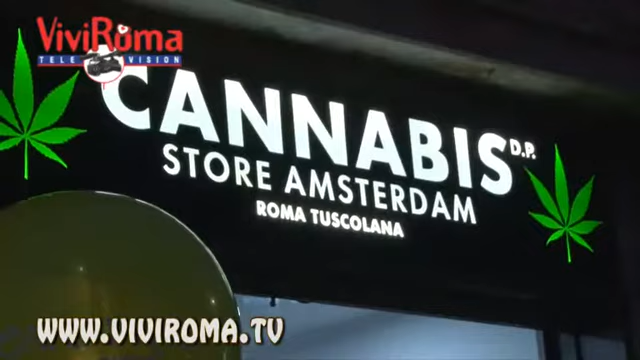 ViviRoma
TELEVISION
CANNABIS D.P.
STORE AMSTERDAM
ROMA TUSCOLANA
WWW.VIVIROMA.TV